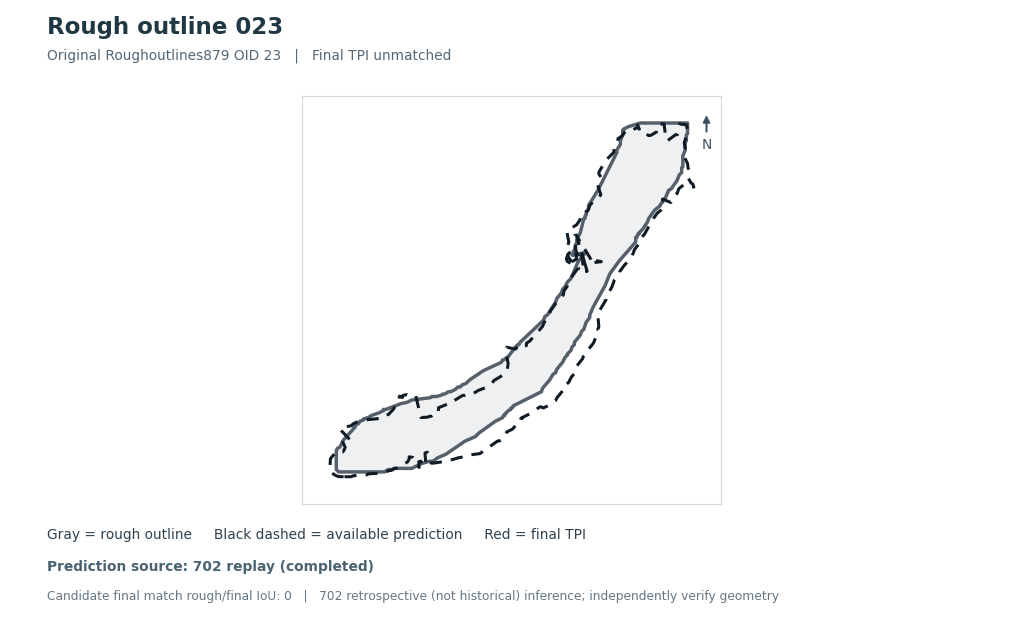 Rough outline 023
Original Roughoutlines879 OID 23   |   Final TPI unmatched
N
Gray = rough outline     Black dashed = available prediction     Red = final TPI
Prediction source: 702 replay (completed)
Candidate final match rough/final IoU: 0   |   702 retrospective (not historical) inference; independently verify geometry